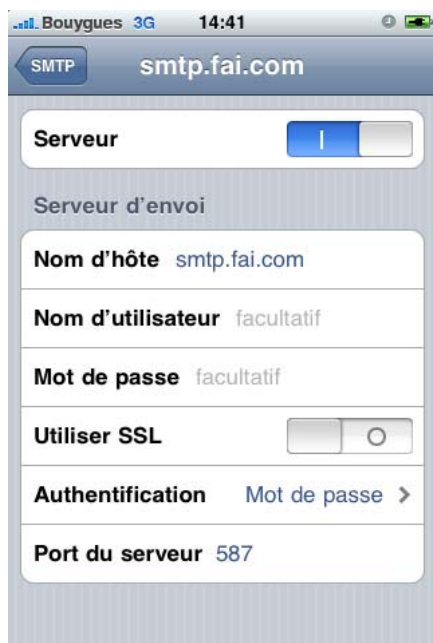 Bouygues 3G 14:41
SMTP smtp.fai.com
Serveur
Serveur d'envoi
Nom d'hôte smtp.fai.com
Nom d'utilisateur facultatif
Mot de passe facultatif
Utiliser SSL
Authentification Mot de passe
Port du serveur 587